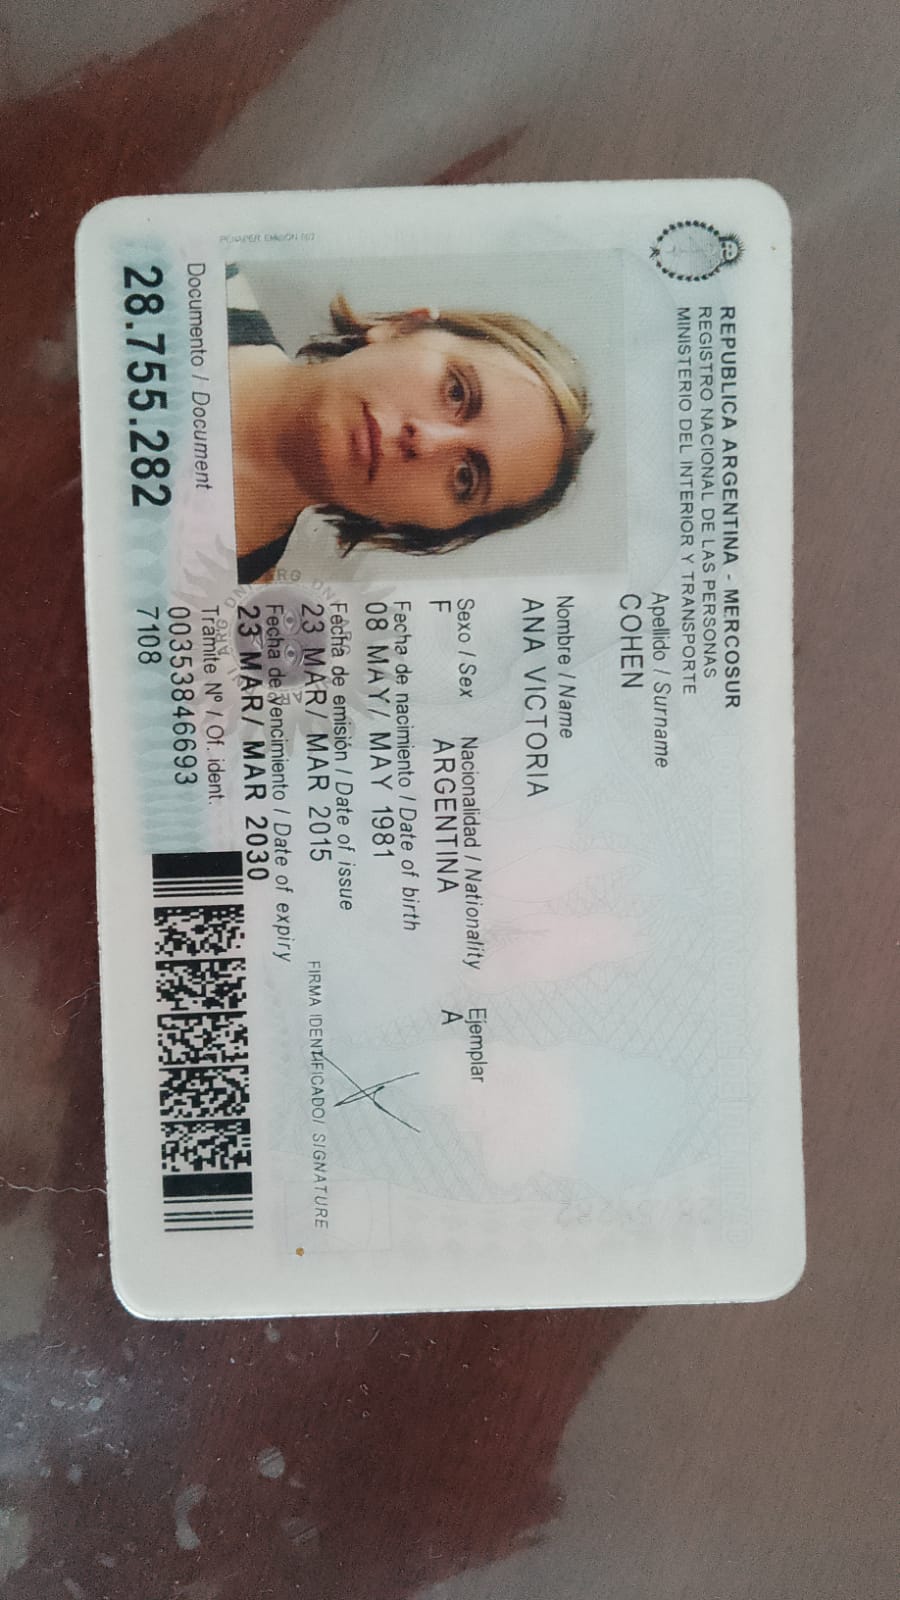 REPUBLICA ARGENTINA - MERCOSUR
REGISTRO NACIONAL DE LAS PERSONAS
MINISTERIO DEL INTERIOR Y TRANSPORTE
Apellido / Surname
COHEN
Nombre / Name
ANA VICTORIA
Sexo / Sex Nacionalidad / Nationality Ejemplar
F ARGENTINA A
Fecha de nacimiento / Date of birth
08 MAY/ MAY 1981
Fecha de emisión / Date of issue
23 MAR/ MAR 2015
Fecha de vencimiento / Date of expiry
23 MAR/ MAR 2030
FIRMA IDENTIFICADO/ SIGNATURE
Documento / Document
28.755.282
Trámite Nº / Of. ident.
00353846693
7108